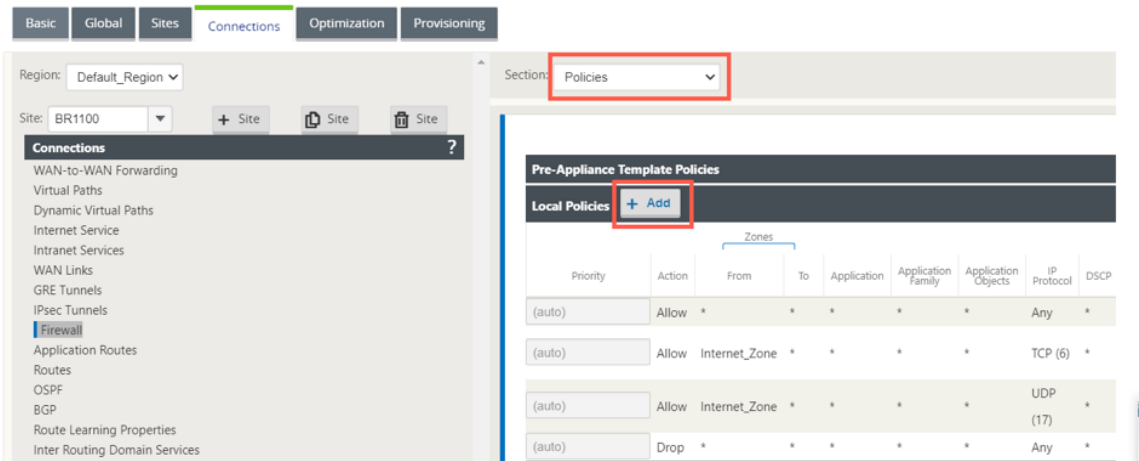 Basic Global Sites Connections Optimization Provisioning
Region: Default_Region
Section: Policies
Site: BR1100 + Site Site Site
Connections ?
WAN-to-WAN Forwarding
Virtual Paths
Dynamic Virtual Paths
Internet Service
Intranet Services
WAN Links
GRE Tunnels
IPsec Tunnels
Firewall
Application Routes
Routes
OSPF
BGP
Route Learning Properties
Inter Routing Domain Services
Pre-Appliance Template Policies
Local Policies + Add
Zones
Priority Action From To Application Application Family Application Objects IP Protocol DSCP
(auto) Allow * * * * * Any *
(auto) Allow Internet_Zone * * * * TCP (6) *
(auto) Allow Internet_Zone * * * * UDP (17) *
(auto) Drop * * * * * Any *